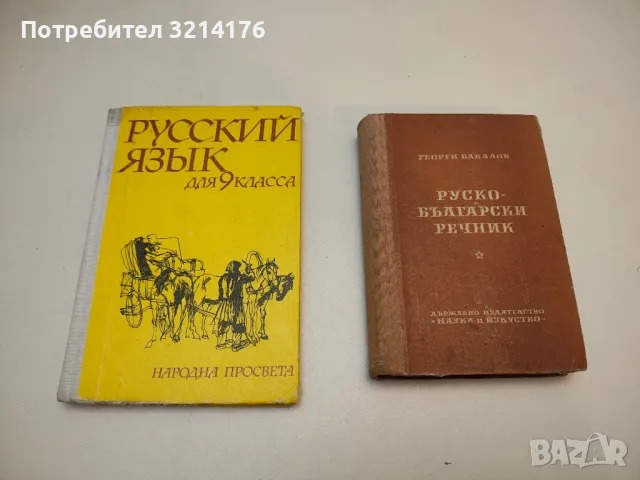 Потребител 3214176
РУССКИЙ
ЯЗЫК
ДЛЯ 9 КЛАССА
НАРОДНА ПРОСВЕТА
ГЕОРГИ БАКАЛОВ
РУСКО-
БЪЛГАРСКИ
РЕЧНИК
ДЪРЖАВНО ИЗДАТЕЛСТВО
"НАУКА И ИЗКУСТВО"
BAZAR
bg